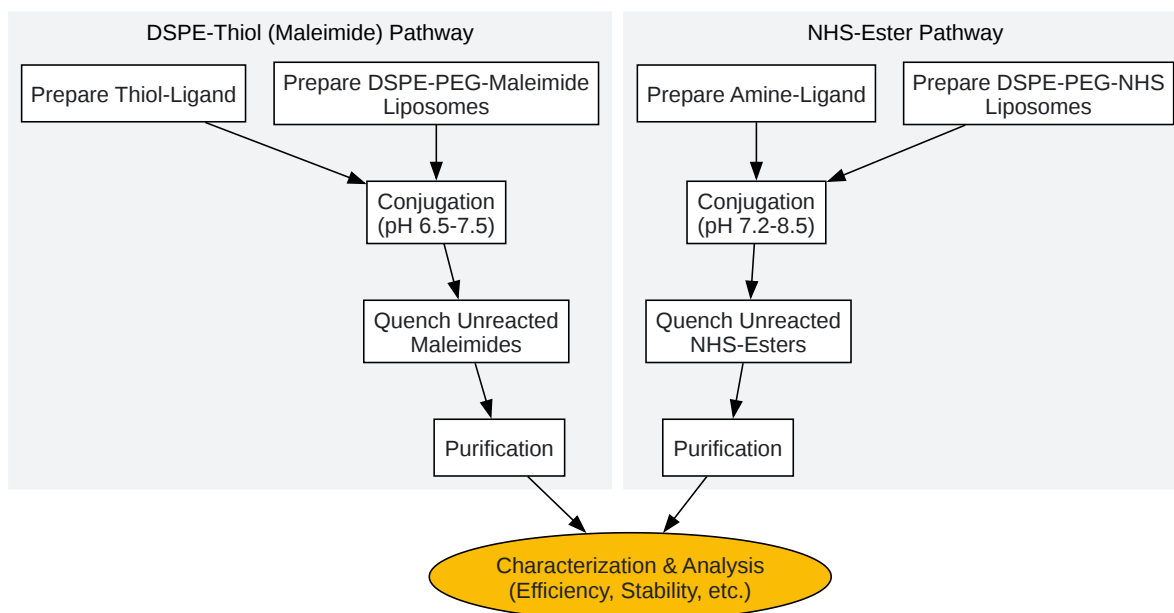 DSPE-Thiol (Maleimide) Pathway
Prepare Thiol-Ligand
Prepare DSPE-PEG-Maleimide
Liposomes
Conjugation
(pH 6.5-7.5)
Quench Unreacted
Maleimides
Purification
NHS-Ester Pathway
Prepare Amine-Ligand
Prepare DSPE-PEG-NHS
Liposomes
Conjugation
(pH 7.2-8.5)
Quench Unreacted
NHS-Esters
Purification
Characterization & Analysis
(Efficiency, Stability, etc.)